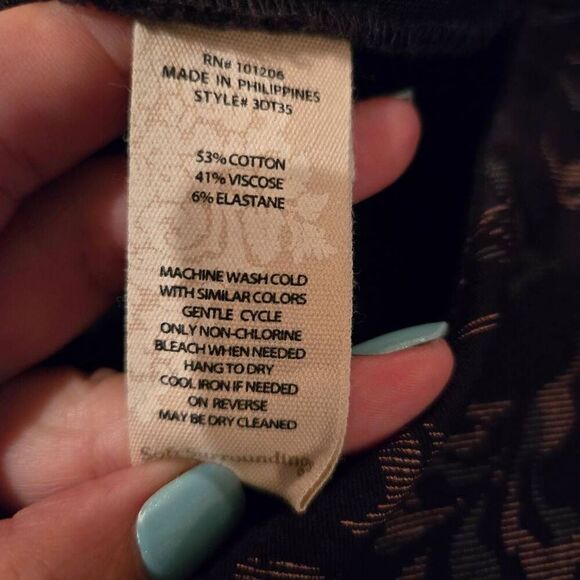 RN# 101206
MADE IN PHILIPPINES
STYLE# 3DT35
53% COTTON
41% VISCOSE
6% ELASTANE
MACHINE WASH COLD
WITH SIMILAR COLORS
GENTLE CYCLE
ONLY NON-CHLORINE
BLEACH WHEN NEEDED
HANG TO DRY
COOL IRON IF NEEDED
ON REVERSE
MAY BE DRY CLEANED
Soft Surroundings